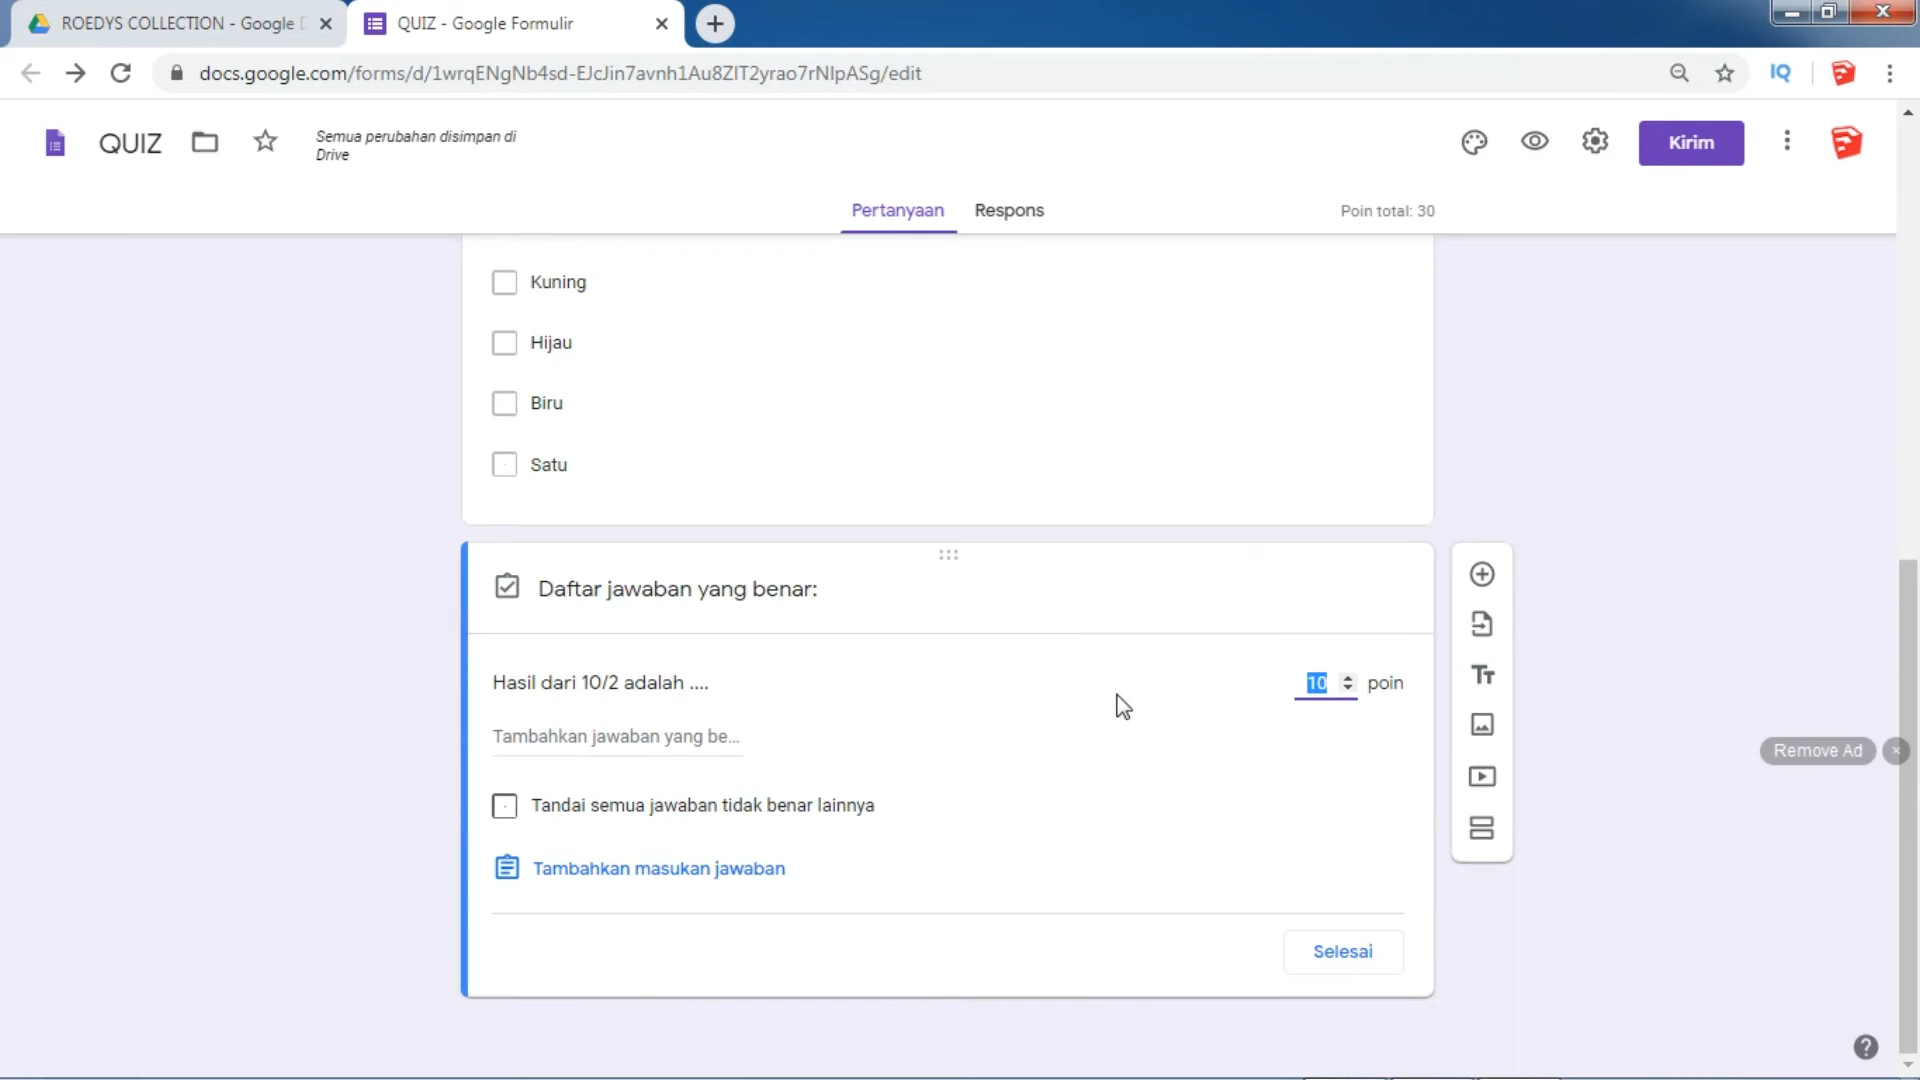 ROEDYS COLLECTION - Google D
QUIZ - Google Formulir
docs.google.com/forms/d/1wrqENgNb4sd-EJcJin7avnh1Au8ZIT2yrao7rNIpASg/edit
IQ
QUIZ
Semua perubahan disimpan di
Drive
Kirim
Pertanyaan
Respons
Poin total: 30
Kuning
Hijau
Biru
Satu
Daftar jawaban yang benar:
Hasil dari 10/2 adalah ....
10
poin
Tambahkan jawaban yang be...
Remove Ad
Tandai semua jawaban tidak benar lainnya
Tambahkan masukan jawaban
Selesai